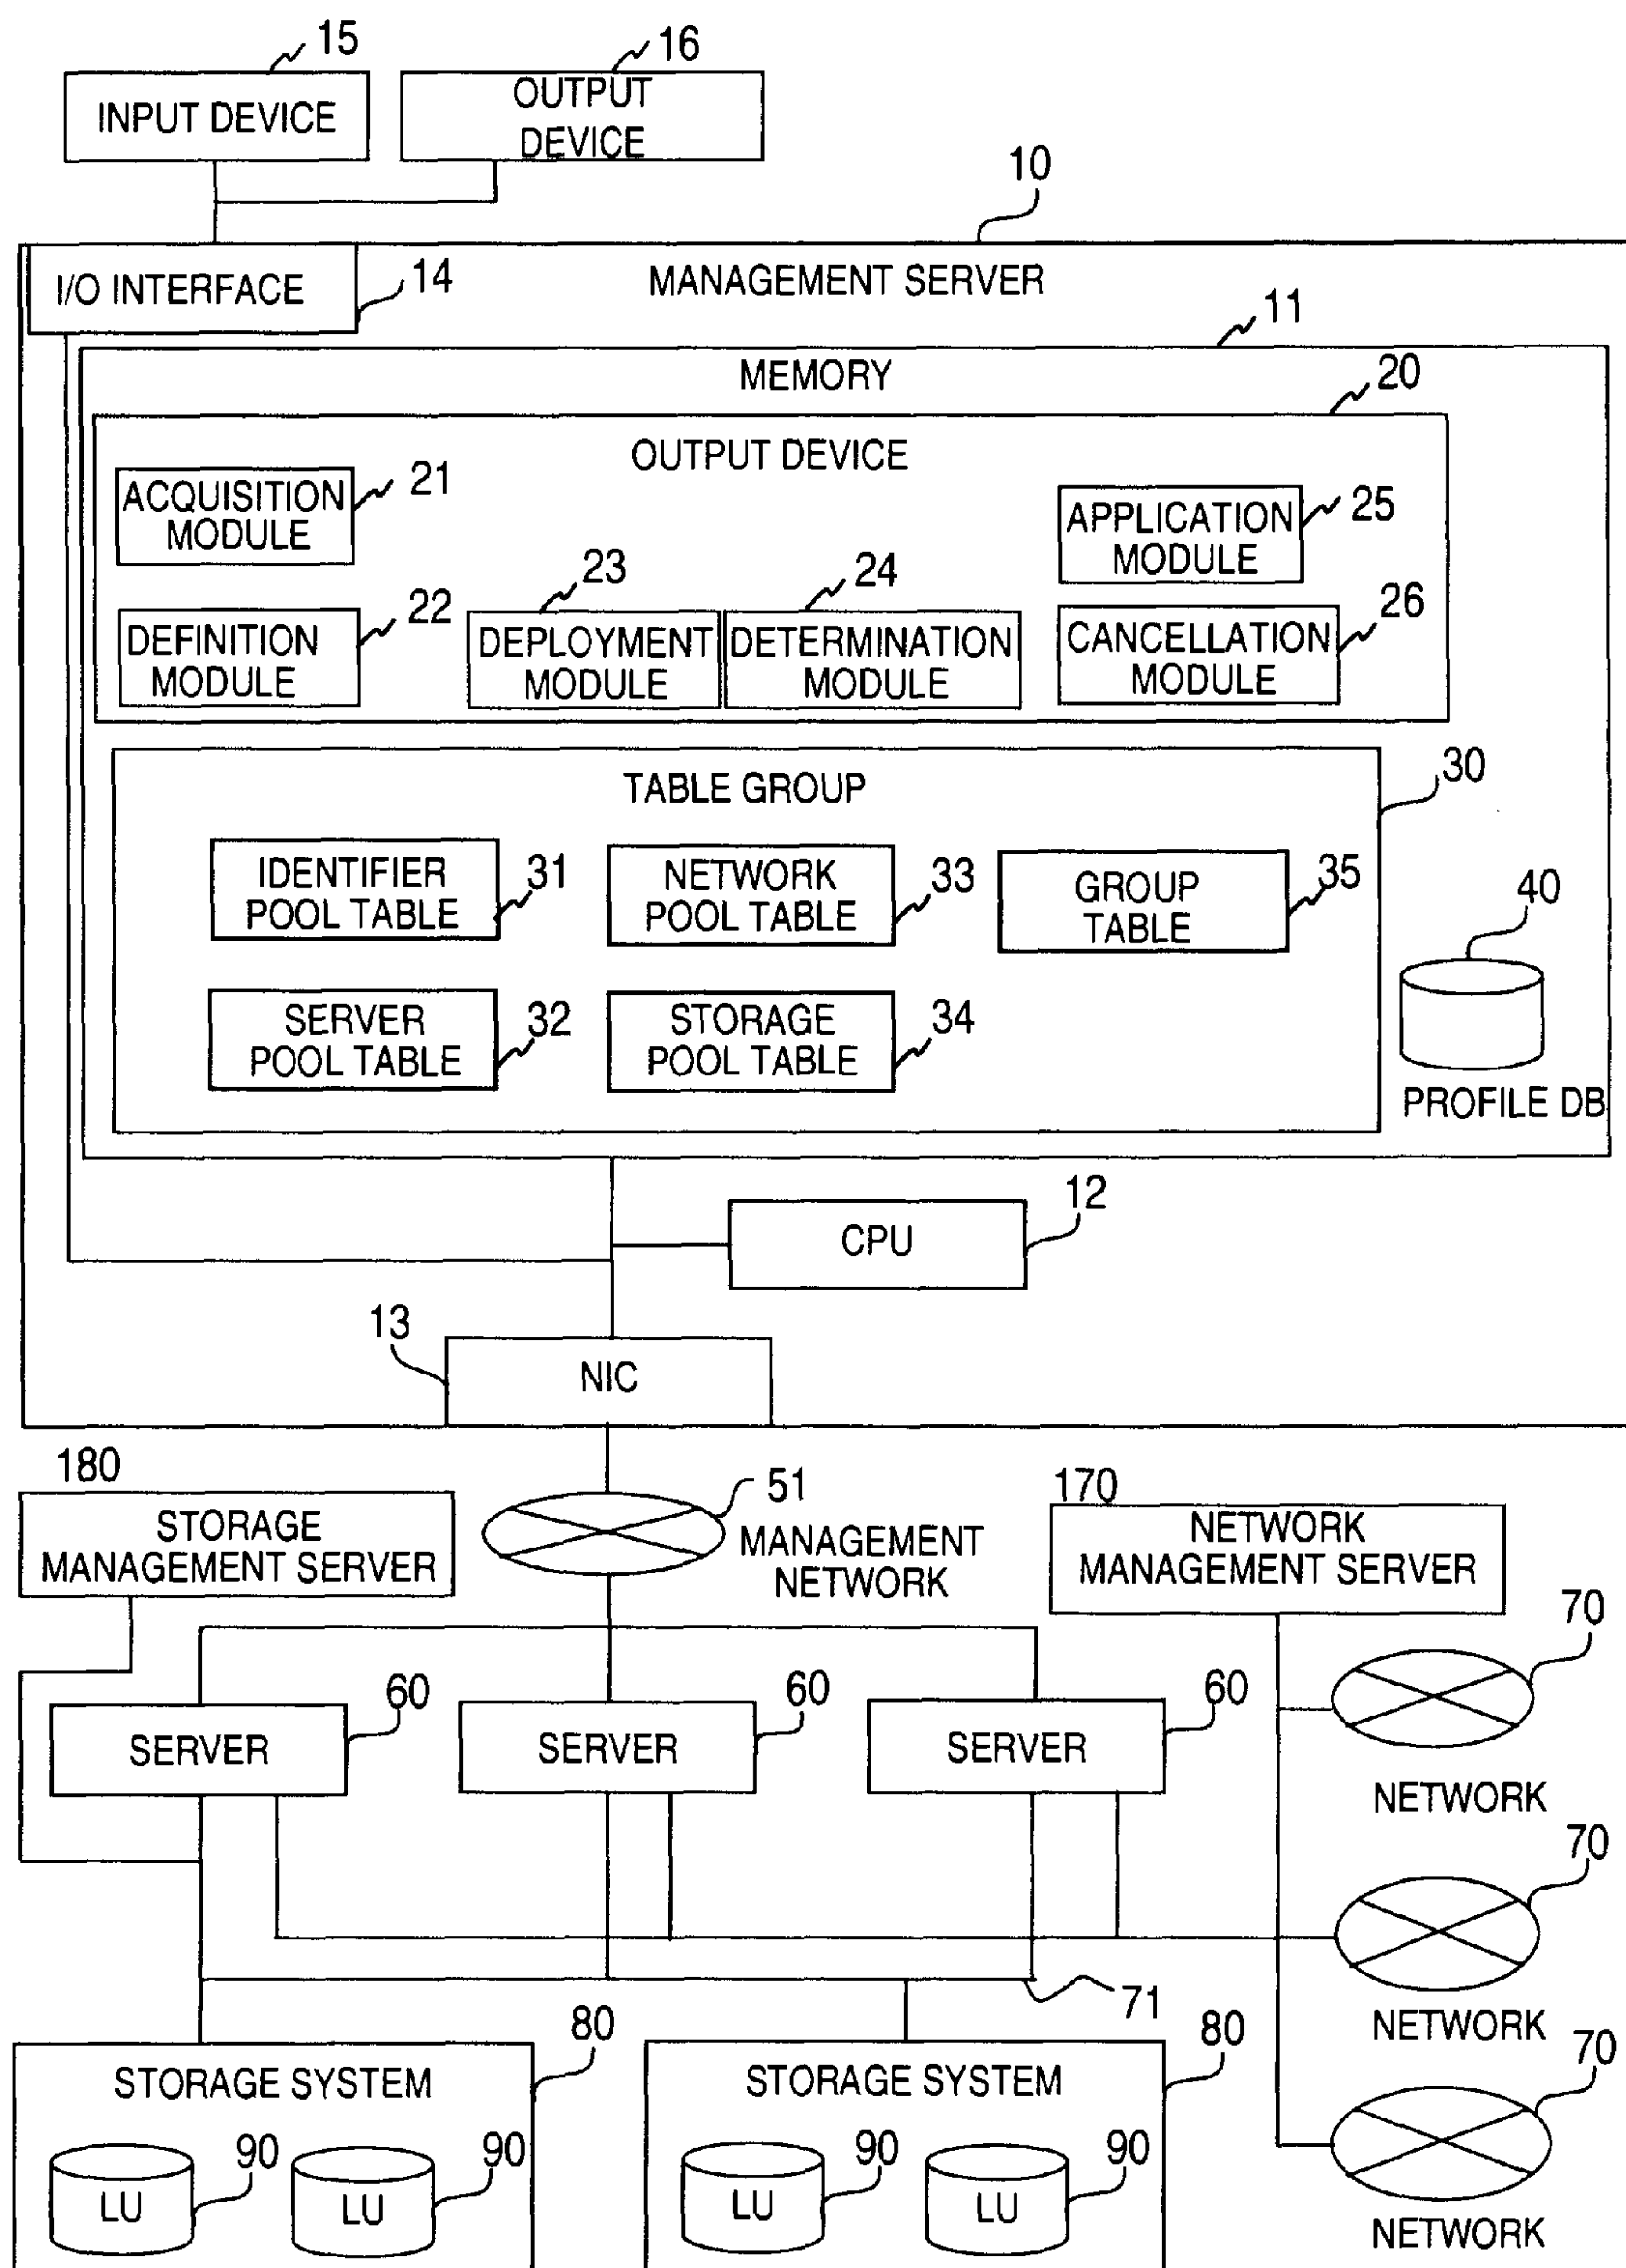 15
16
INPUT DEVICE
OUTPUT
DEVICE
10
I/O INTERFACE
14
MANAGEMENT SERVER
11
MEMORY
20
OUTPUT DEVICE
ACQUISITION
MODULE
21
APPLICATION
MODULE
25
DEFINITION
MODULE
22
23
DEPLOYMENT
MODULE
24
DETERMINATION
MODULE
CANCELLATION
MODULE
26
TABLE GROUP
30
IDENTIFIER
POOL TABLE
31
NETWORK
POOL TABLE
33
GROUP
TABLE
35
40
SERVER
POOL TABLE
32
STORAGE
POOL TABLE
34
PROFILE DB
CPU
12
13
NIC
180
STORAGE
MANAGEMENT SERVER
51
MANAGEMENT
NETWORK
170
NETWORK
MANAGEMENT SERVER
70
SERVER
60
SERVER
60
SERVER
60
NETWORK
70
71
NETWORK
70
STORAGE SYSTEM
80
STORAGE SYSTEM
80
LU
90
LU
90
LU
90
LU
90
NETWORK